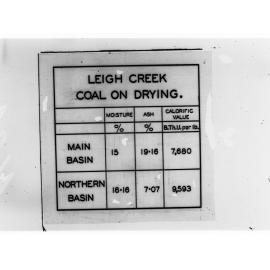 LEIGH CREEK
COAL ON DRYING.
MOISTURE ASH CALORIFIC
VALUE
% % B.Th.U. per lb.
MAIN
BASIN 15 19·16 7,680
NORTHERN
BASIN 16·16 7·07 9,593